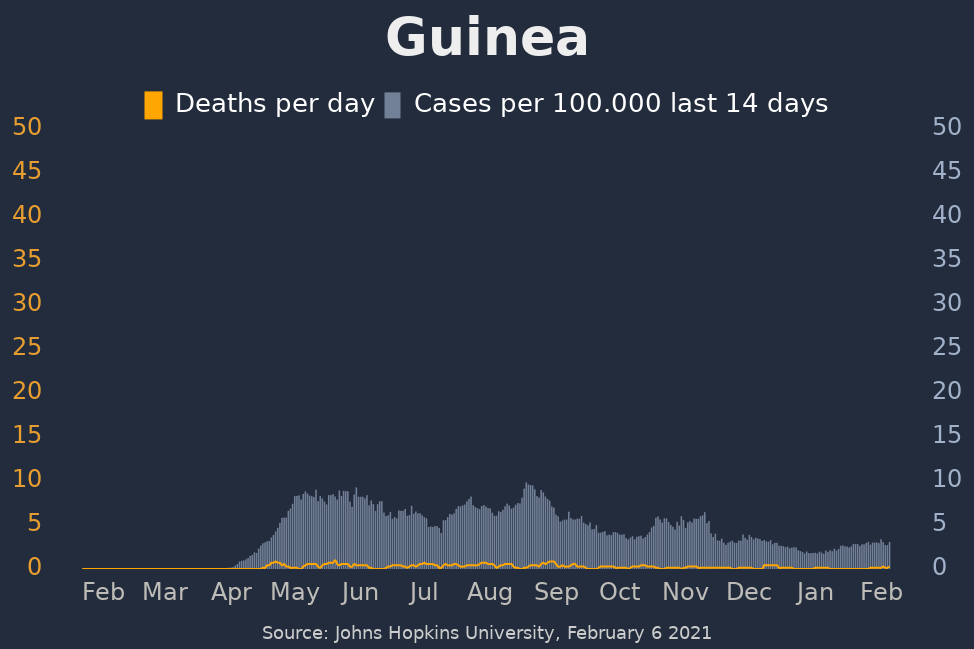 Guinea
Deaths per day Cases per 100.000 last 14 days
50 50
45 45
40 40
35 35
30 30
25 25
20 20
15 15
10 10
5 5
0 0
Feb Mar Apr May Jun Jul Aug Sep Oct Nov Dec Jan Feb
Source: Johns Hopkins University, February 6 2021